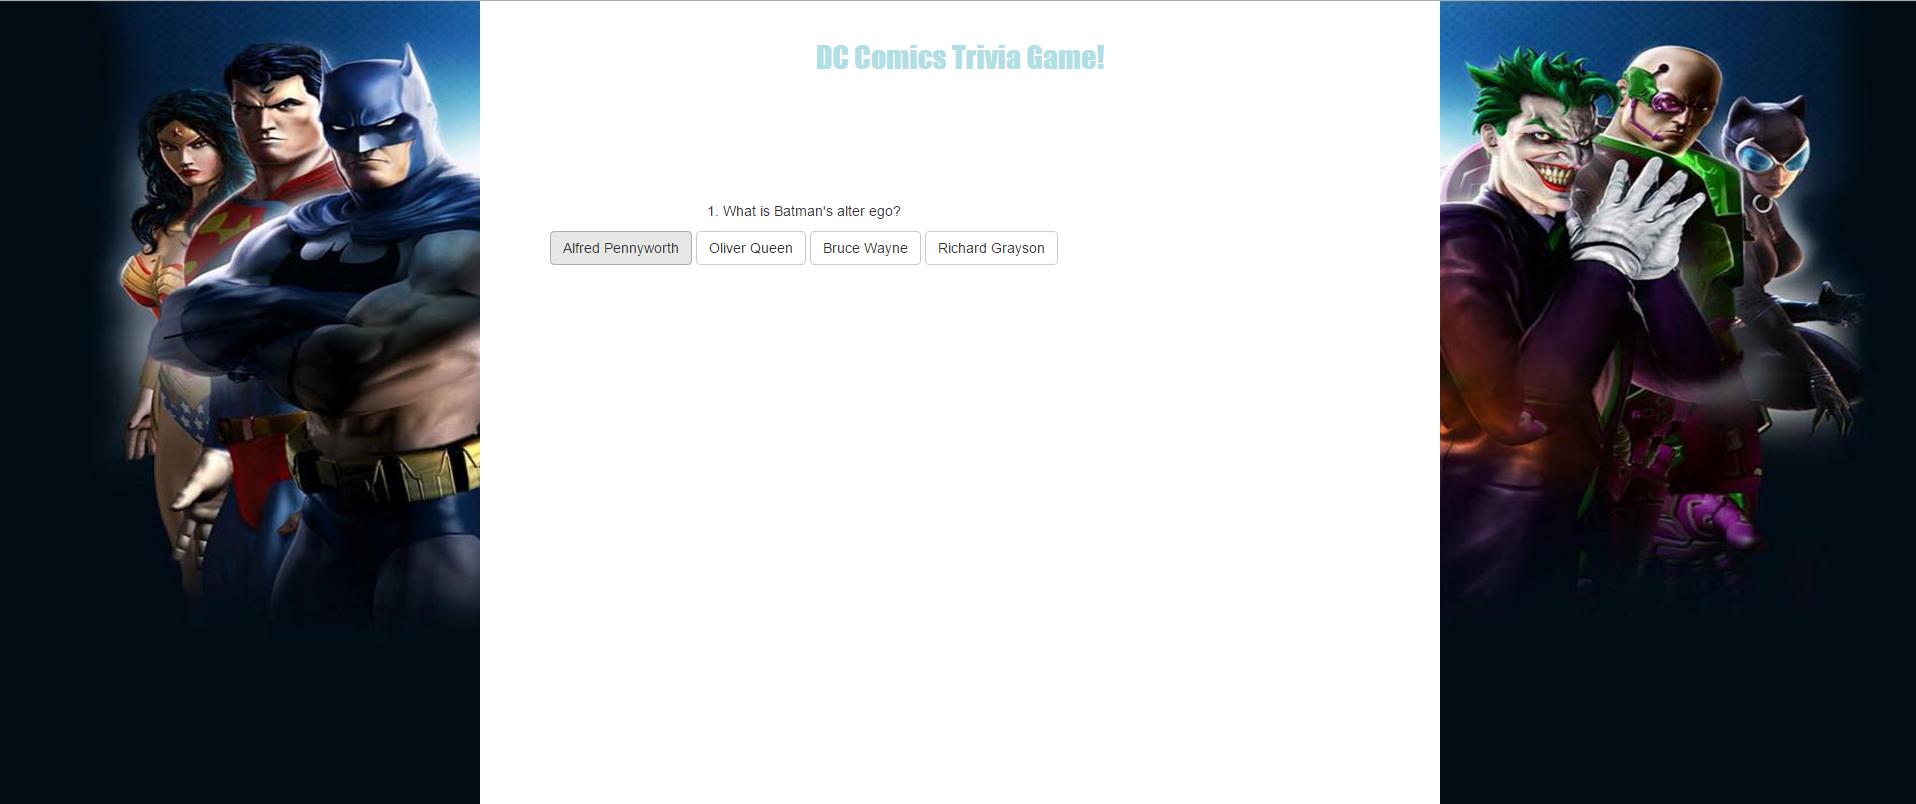 DC Comics Trivia Game!
1. What is Batman's alter ego?
Alfred Pennyworth Oliver Queen Bruce Wayne Richard Grayson